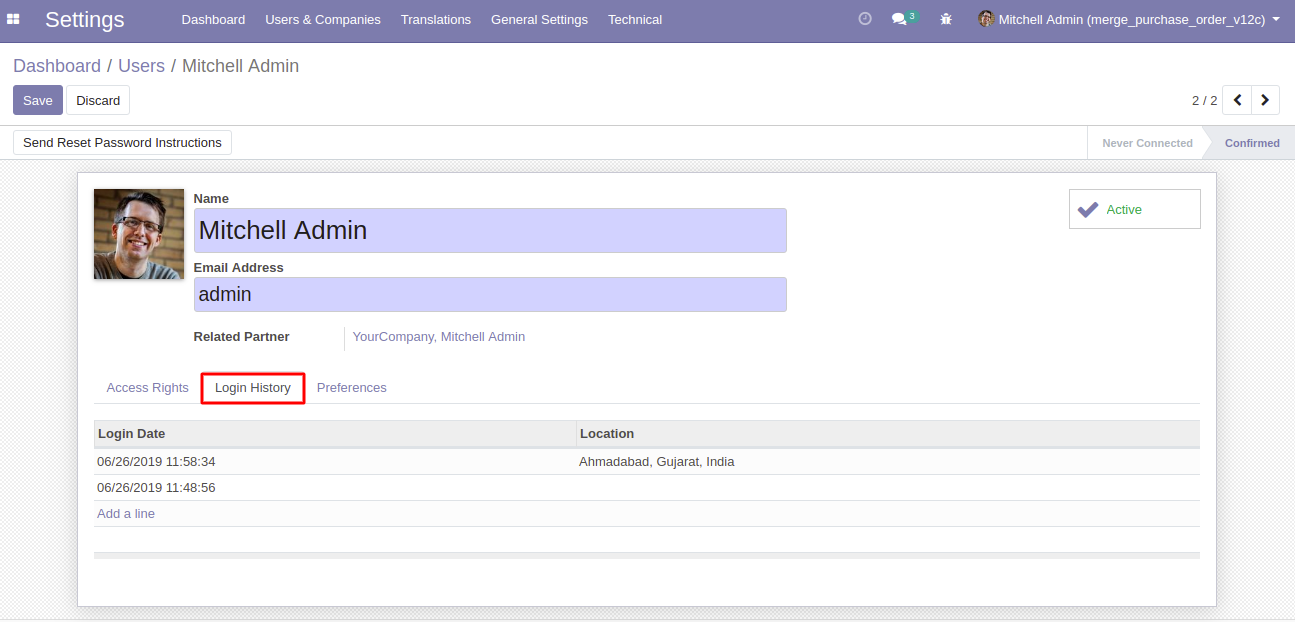 Settings Dashboard Users & Companies Translations General Settings Technical 3 Mitchell Admin (merge_purchase_order_v12c)
Dashboard / Users / Mitchell Admin
Save Discard 2 / 2
Send Reset Password Instructions Never Connected Confirmed
Name
Mitchell Admin
Active
Email Address
admin
Related Partner YourCompany, Mitchell Admin
Access Rights Login History Preferences
Login Date Location
06/26/2019 11:58:34 Ahmadabad, Gujarat, India
06/26/2019 11:48:56
Add a line